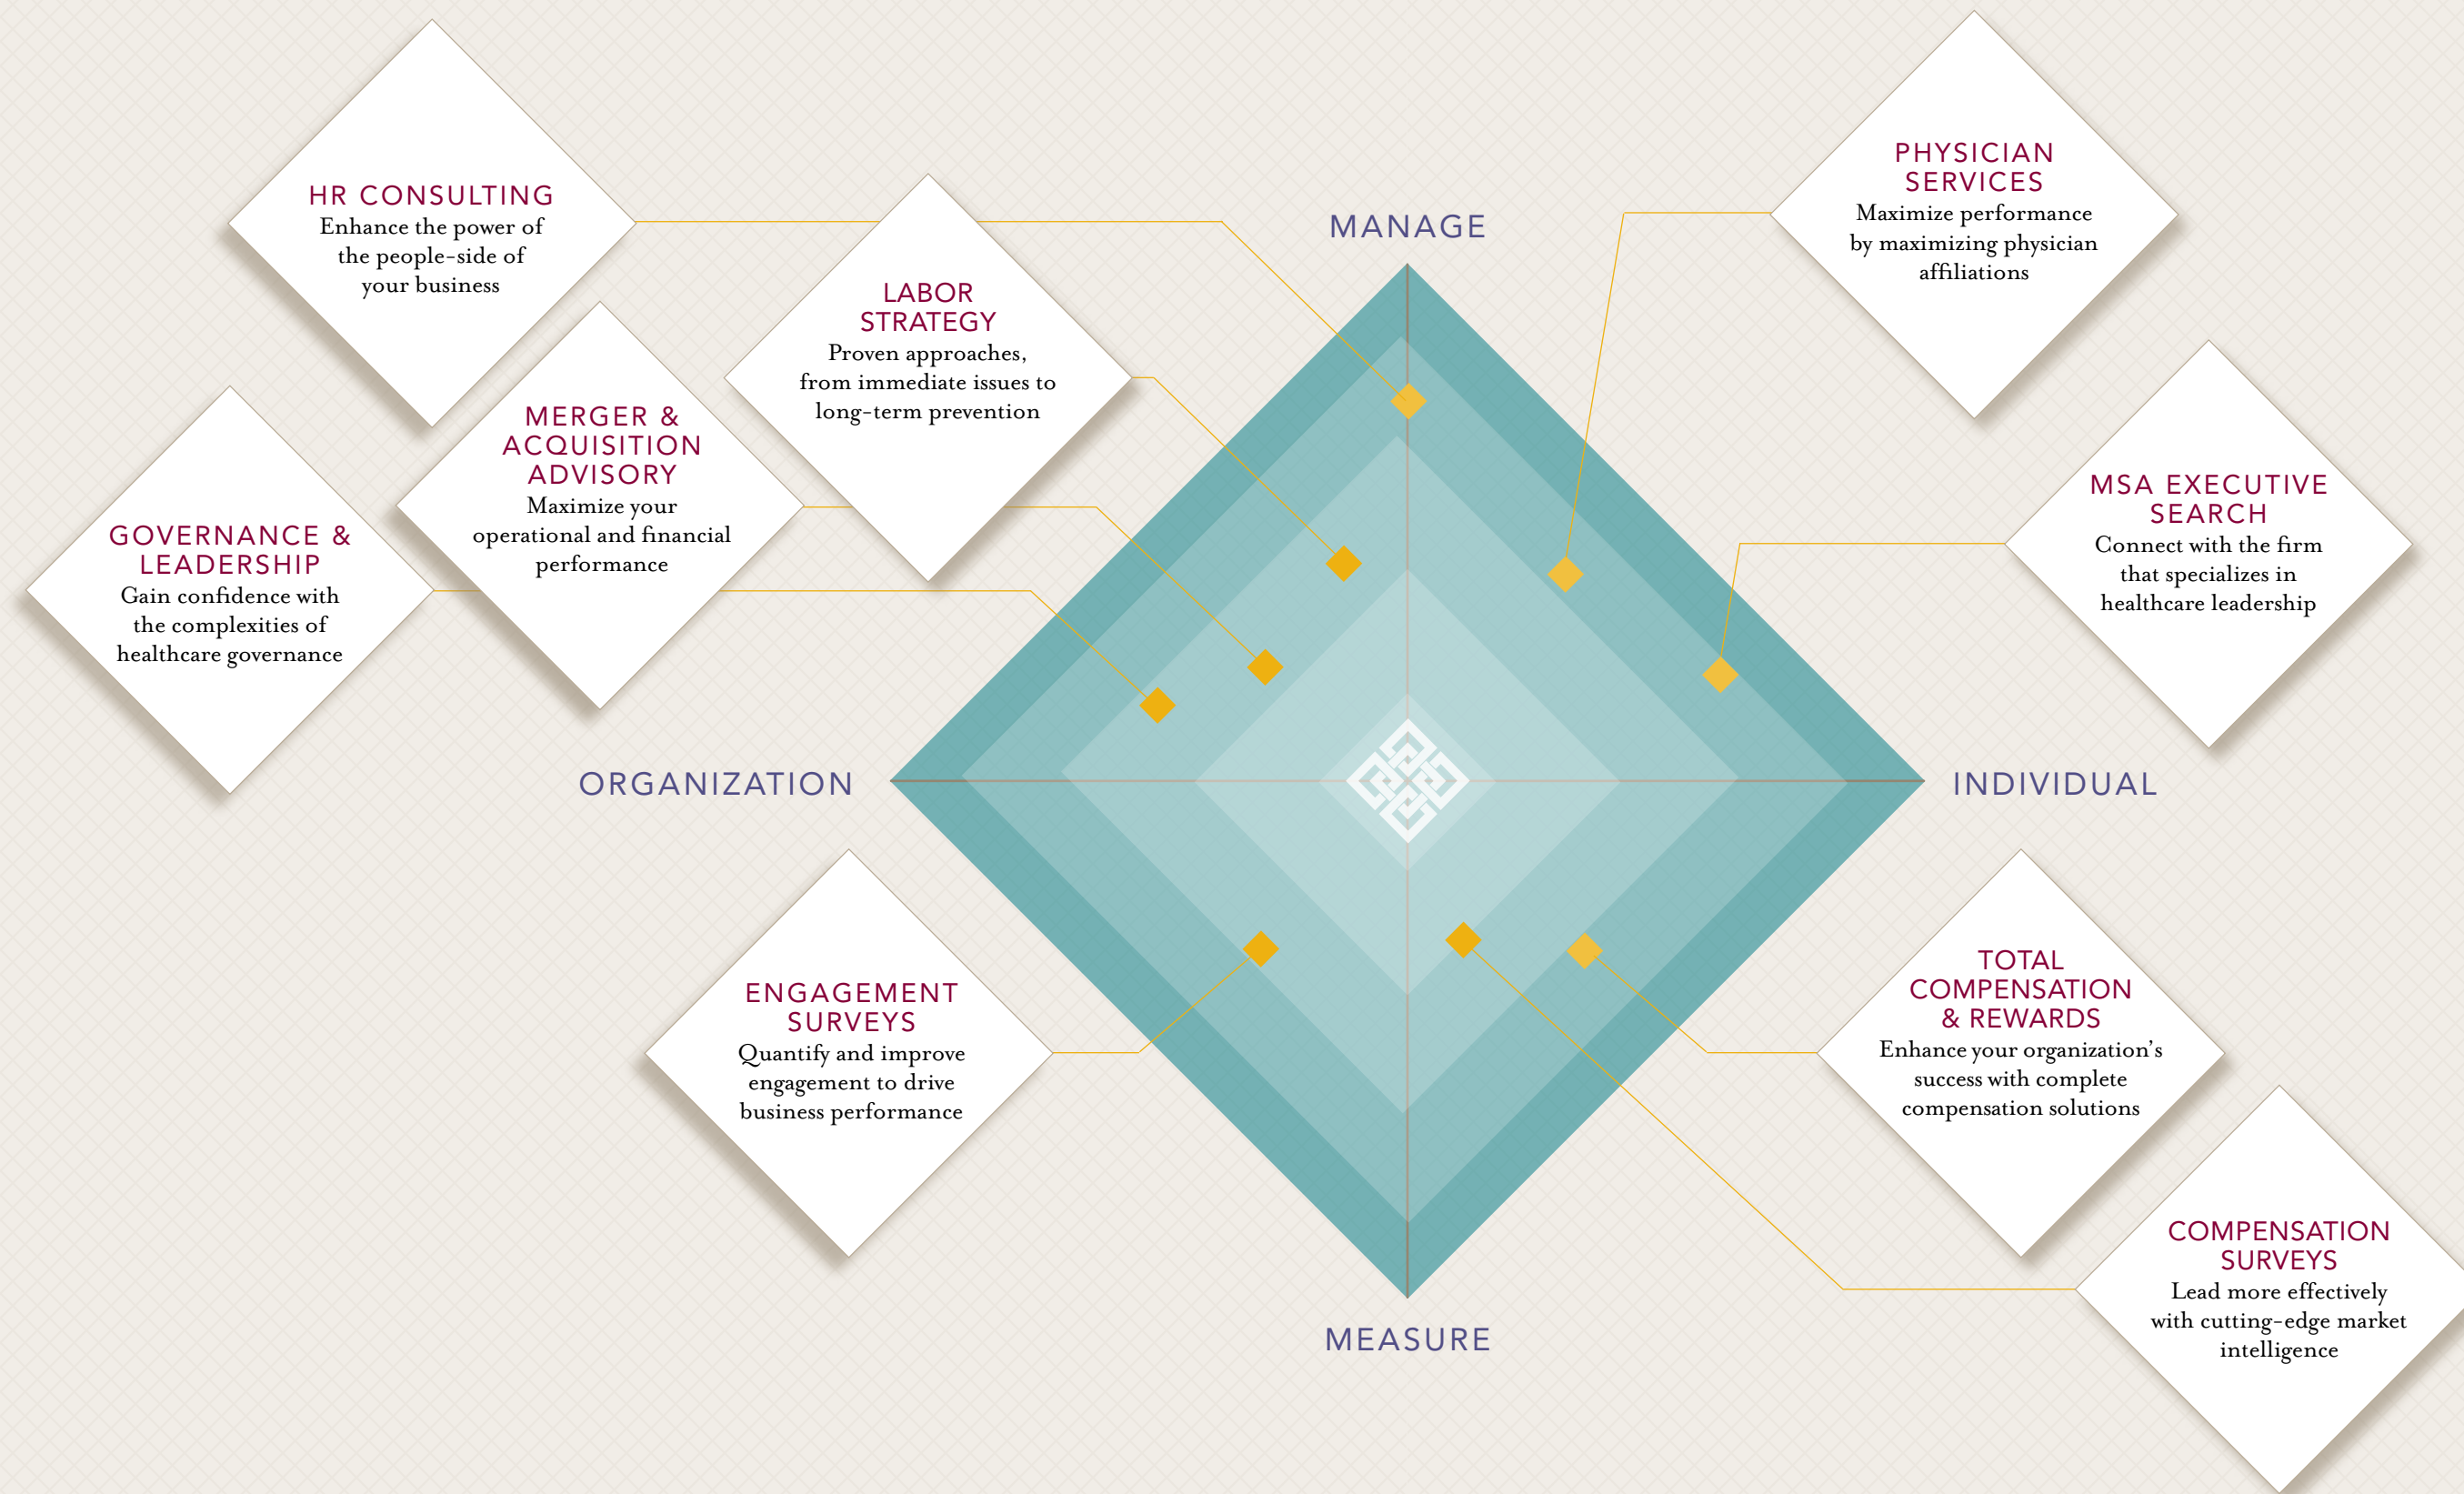 HR CONSULTING
Enhance the power of
the people-side of
your business
PHYSICIAN
SERVICES
Maximize performance
by maximizing physician
affiliations
MANAGE
LABOR
STRATEGY
Proven approaches,
from immediate issues to
long-term prevention
MERGER &
ACQUISITION
ADVISORY
Maximize your
operational and financial
performance
MSA EXECUTIVE
SEARCH
Connect with the firm
that specializes in
healthcare leadership
GOVERNANCE &
LEADERSHIP
Gain confidence with
the complexities of
healthcare governance
ORGANIZATION
INDIVIDUAL
ENGAGEMENT
SURVEYS
Quantify and improve
engagement to drive
business performance
TOTAL
COMPENSATION
& REWARDS
Enhance your organization’s
success with complete
compensation solutions
COMPENSATION
SURVEYS
Lead more effectively
with cutting-edge market
intelligence
MEASURE